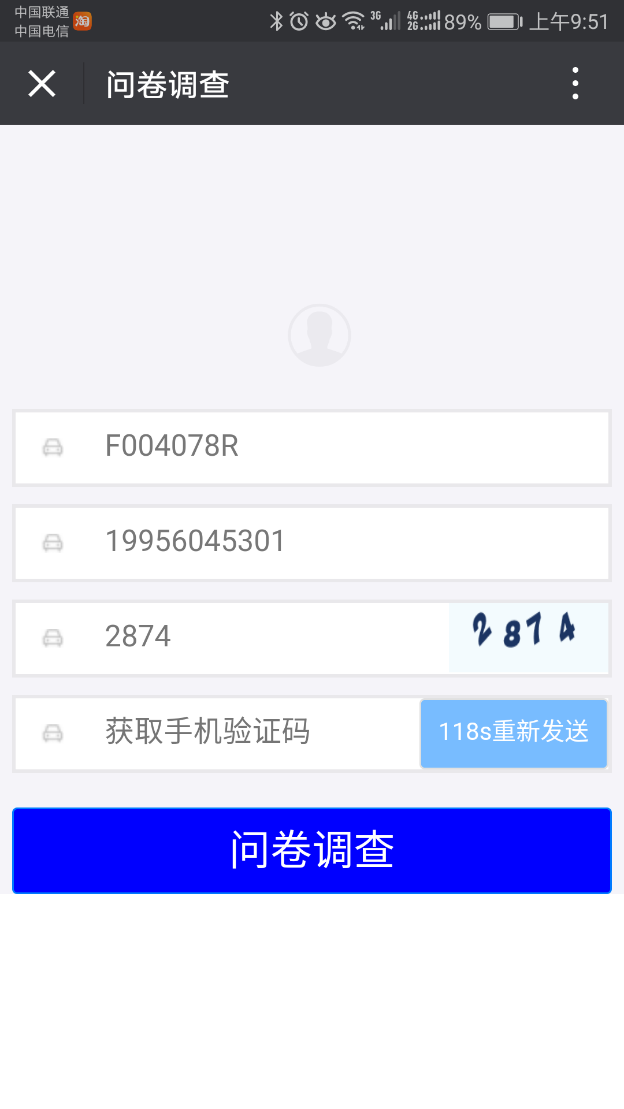 中国联通
中国电信
淘
3G
4G
2G
89%
上午9:51
问卷调查
F004078R
19956045301
2874
2874
获取手机验证码
118s重新发送
问卷调查